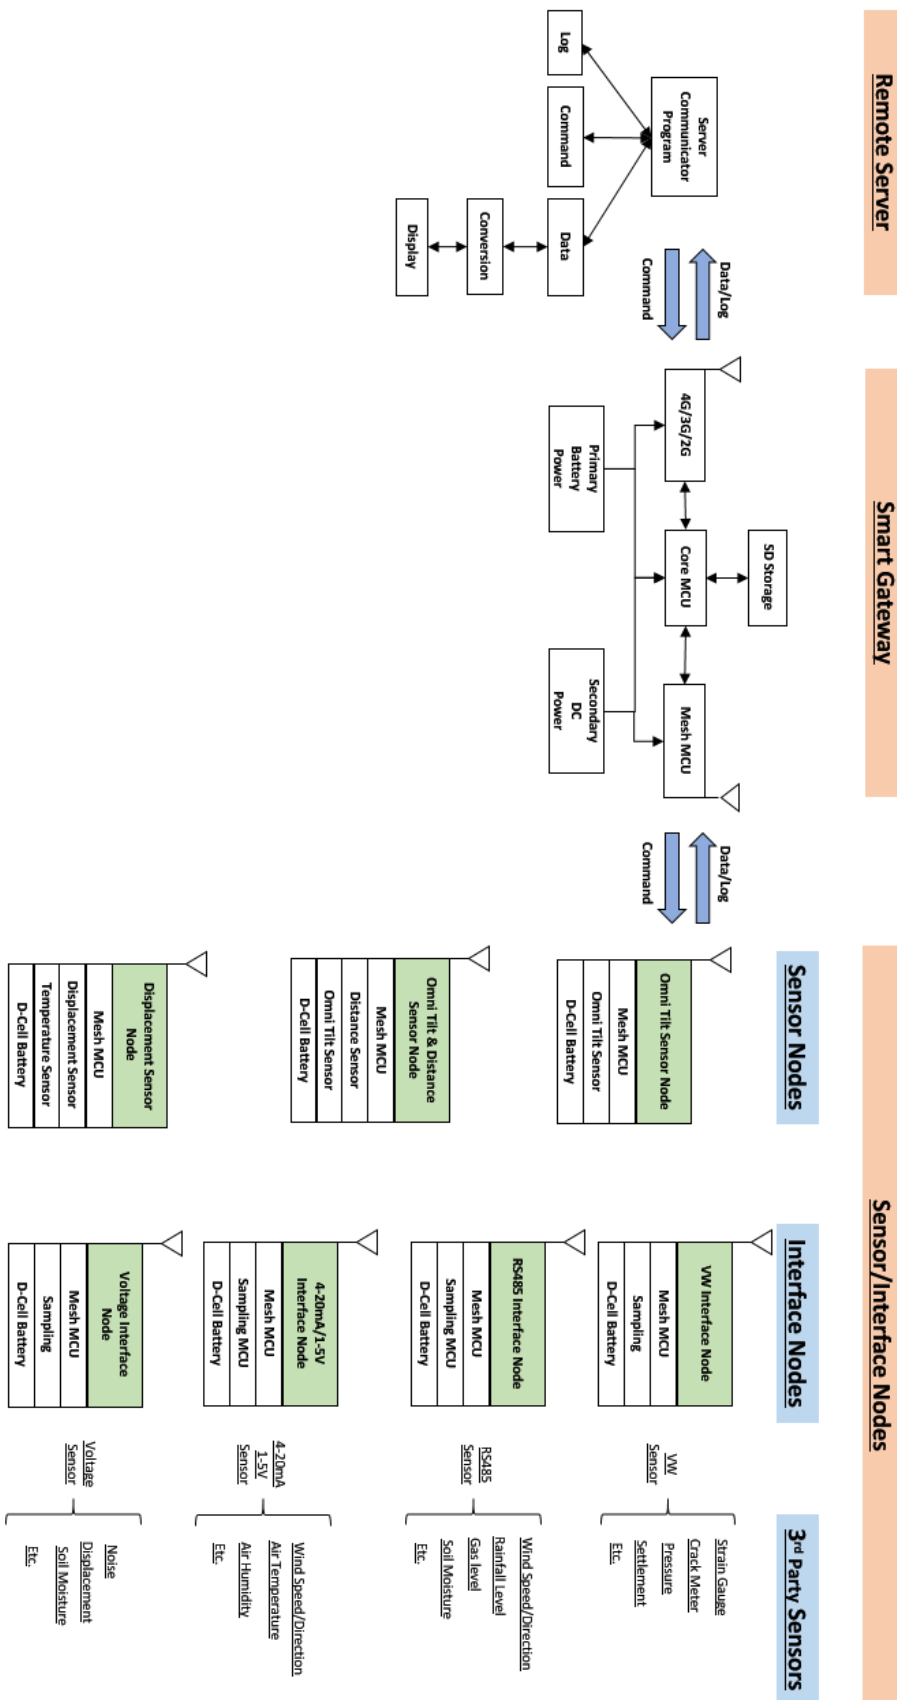 Remote Server
Smart Gateway
Sensor/Interface Nodes
Sensor Nodes
Interface Nodes
3rd Party Sensors
Server
Communicator
Program
Log
Command
Data
Conversion
Display
Data/Log
Command
4G/3G/2G
Core MCU
SD Storage
Mesh MCU
Primary
Battery
Power
Secondary
DC
Power
Data/Log
Command
Omni Tilt Sensor Node
Mesh MCU
Omni Tilt Sensor
D-Cell Battery
Omni Tilt & Distance
Sensor Node
Mesh MCU
Distance Sensor
Omni Tilt Sensor
D-Cell Battery
Displacement Sensor
Node
Mesh MCU
Displacement Sensor
Temperature Sensor
D-Cell Battery
VW Interface Node
Mesh MCU
Sampling
D-Cell Battery
RS485 Interface Node
Mesh MCU
Sampling MCU
D-Cell Battery
4-20mA/1-5V
Interface Node
Mesh MCU
Sampling MCU
D-Cell Battery
Voltage Interface
Node
Mesh MCU
Sampling
D-Cell Battery
VW
Sensor
Strain Gauge
Crack Meter
Pressure
Settlement
Etc.
RS485
Sensor
Wind Speed/Direction
Rainfall Level
Gas level
Soil Moisture
Etc.
4-20mA
1-5V
Sensor
Wind Speed/Direction
Air Temperature
Air Humidity
Etc.
Voltage
Sensor
Noise
Displacement
Soil Moisture
Etc.